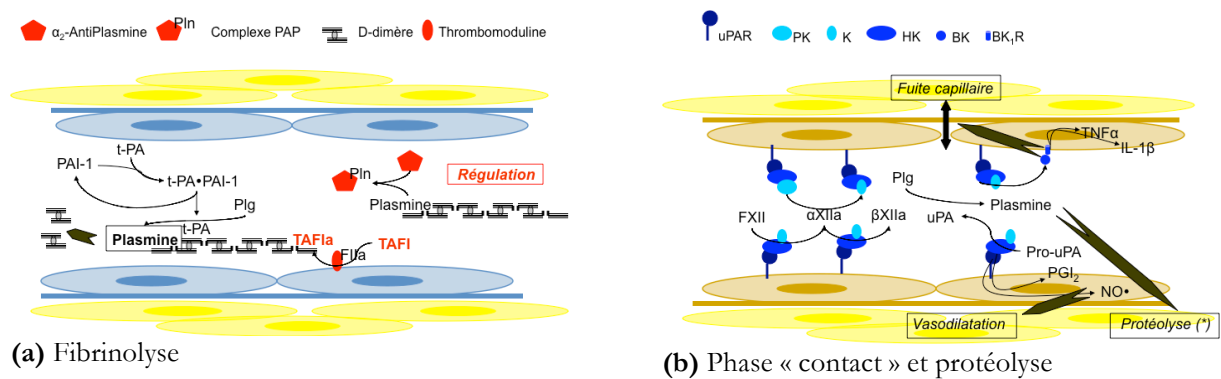 Pln
α₂-AntiPlasmine
Complexe PAP
D-dimère
Thrombomoduline
t-PA
PAI-1
t-PA•PAI-1
Plg
t-PA
Plasmine
Pln
Régulation
Plasmine
TAFIa
FIIa
TAFI
(a) Fibrinolyse
uPAR
PK
K
HK
BK
BK₁R
Fuite capillaire
TNFα
IL-1β
Plg
Plasmine
FXII
αXIIa
βXIIa
uPA
Pro-uPA
PGI₂
NO•
Vasodilatation
Protéolyse (*)
(b) Phase « contact » et protéolyse